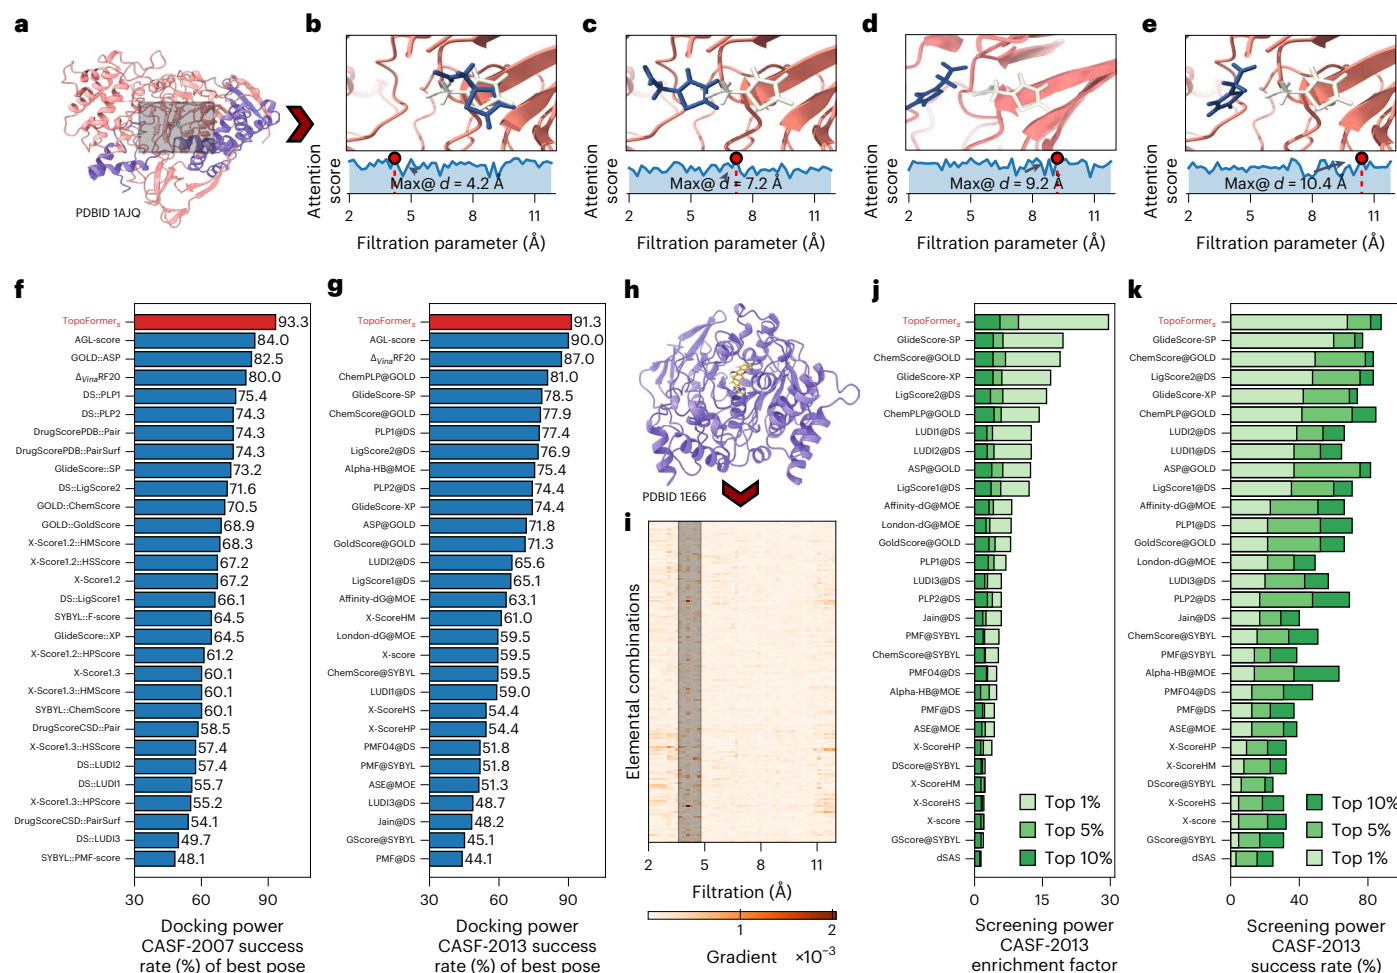 a
b
c
d
e
PDBID 1AJQ
Attention score
Max@ d = 4.2 Å
2 5 8 11
Filtration parameter (Å)
Attention score
Max@ d = 7.2 Å
2 5 8 11
Filtration parameter (Å)
Attention score
Max@ d = 9.2 Å
2 5 8 11
Filtration parameter (Å)
Attention score
Max@ d = 10.4 Å
2 5 8 11
Filtration parameter (Å)
f
TopoFormerₛ 93.3
AGL-score 84.0
GOLD::ASP 82.5
ΔVinaRF20 80.0
DS::PLP1 75.4
DS::PLP2 74.3
DrugScorePDB::Pair 74.3
DrugScorePDB::PairSurf 74.3
GlideScore::SP 73.2
DS::LigScore2 71.6
GOLD::ChemScore 70.5
GOLD::GoldScore 68.9
X-Score1.2::HMScore 68.3
X-Score1.2::HSScore 67.2
X-Score1.2 67.2
DS::LigScore1 66.1
SYBYL::F-score 64.5
GlideScore::XP 64.5
X-Score1.2::HPScore 61.2
X-Score1.3 60.1
X-Score1.3::HMScore 60.1
SYBYL::ChemScore 60.1
DrugScoreCSD::Pair 58.5
X-Score1.3::HSScore 57.4
DS::LUDI2 57.4
DS::LUDI1 55.7
X-Score1.3::HPScore 55.2
DrugScoreCSD::PairSurf 54.1
DS::LUDI3 49.7
SYBYL::PMF-score 48.1
30 60 90
Docking power
CASF-2007 success
rate (%) of best pose
g
TopoFormerₛ 91.3
AGL-score 90.0
ΔVinaRF20 87.0
ChemPLP@GOLD 81.0
GlideScore-SP 78.5
ChemScore@GOLD 77.9
PLP1@DS 77.4
LigScore2@DS 76.9
Alpha-HB@MOE 75.4
PLP2@DS 74.4
GlideScore-XP 74.4
ASP@GOLD 71.8
GoldScore@GOLD 71.3
LUDI2@DS 65.6
LigScore1@DS 65.1
Affinity-dG@MOE 63.1
X-ScoreHM 61.0
London-dG@MOE 59.5
X-score 59.5
ChemScore@SYBYL 59.5
LUDI1@DS 59.0
X-ScoreHS 54.4
X-ScoreHP 54.4
PMF04@DS 51.8
PMF@SYBYL 51.8
ASE@MOE 51.3
LUDI3@DS 48.7
Jain@DS 48.2
GScore@SYBYL 45.1
PMF@DS 44.1
30 60 90
Docking power
CASF-2013 success
rate (%) of best pose
h
PDBID 1E66
i
Elemental combinations
2 5 8 11
Filtration (Å)
1 2
Gradient ×10⁻³
j
TopoFormerₛ
GlideScore-SP
ChemScore@GOLD
GlideScore-XP
LigScore2@DS
ChemPLP@GOLD
LUDI1@DS
LUDI2@DS
ASP@GOLD
LigScore1@DS
Affinity-dG@MOE
London-dG@MOE
GoldScore@GOLD
PLP1@DS
LUDI3@DS
PLP2@DS
Jain@DS
PMF@SYBYL
ChemScore@SYBYL
PMF04@DS
Alpha-HB@MOE
PMF@DS
ASE@MOE
X-ScoreHP
DScore@SYBYL
X-ScoreHM
X-ScoreHS
X-score
GScore@SYBYL
dSAS
Top 1%
Top 5%
Top 10%
0 15 30
Screening power
CASF-2013
enrichment factor
k
TopoFormerₛ
GlideScore-SP
ChemScore@GOLD
LigScore2@DS
GlideScore-XP
ChemPLP@GOLD
LUDI2@DS
LUDI1@DS
ASP@GOLD
LigScore1@DS
Affinity-dG@MOE
PLP1@DS
GoldScore@GOLD
London-dG@MOE
LUDI3@DS
PLP2@DS
Jain@DS
ChemScore@SYBYL
PMF@SYBYL
Alpha-HB@MOE
PMF04@DS
PMF@DS
ASE@MOE
X-ScoreHP
X-ScoreHM
DScore@SYBYL
X-ScoreHS
X-score
GScore@SYBYL
dSAS
Top 10%
Top 5%
Top 1%
0 40 80
Screening power
CASF-2013
success rate (%)